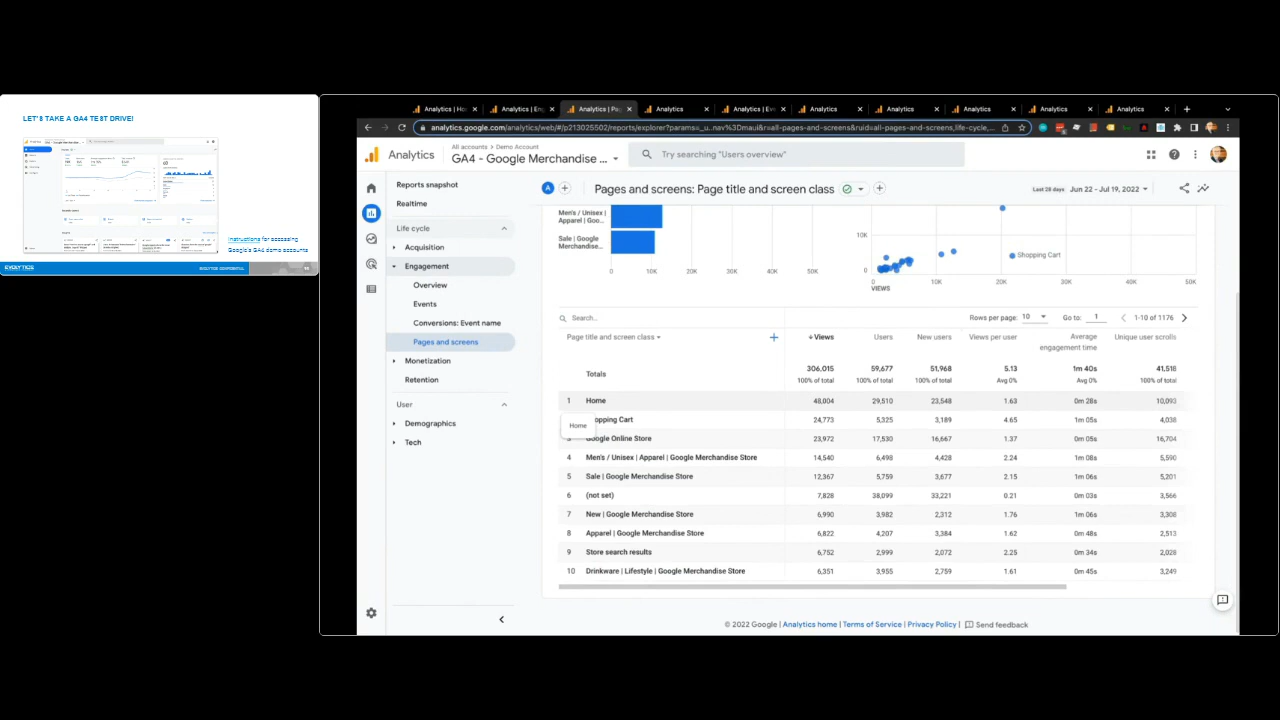 LET'S TAKE A GA4 TEST DRIVE!
Instructions for accessing
Google's GA4 demo accounts
EVOLYTICS
EVOLYTICS CONFIDENTIAL
Analytics | Ho
Analytics | En
Analytics | Pa
Analytics
Analytics | Ev
Analytics
Analytics
Analytics
Analytics
Analytics
analytics.google.com/analytics/web/#/p213025502/reports/explorer?params=_u..nav%3Dmaui&r=all-pages-and-screens&ruid=all-pages-and-screens,life-cycle,...
Analytics
All accounts > Demo Account
GA4 - Google Merchandise ...
Try searching "Users overview"
Reports snapshot
Realtime
Life cycle
Acquisition
Engagement
Overview
Events
Conversions: Event name
Pages and screens
Monetization
Retention
User
Demographics
Tech
A
Pages and screens: Page title and screen class
Last 28 days Jun 22 - Jul 19, 2022
Men's / Unisex |
Apparel | Goo...
Sale | Google
Merchandise...
0 10K 20K 30K 40K 50K
10K
0
Shopping Cart
0 10K 20K 30K 40K 50K
VIEWS
Search...
Rows per page: 10 Go to: 1 1-10 of 1176
Page title and screen class + ↓Views Users New users Views per user Average engagement time Unique user scrolls
Totals 306,015 59,677 51,968 5.13 1m 40s 41,518
100% of total 100% of total 100% of total Avg 0% Avg 0% 100% of total
1 Home 48,004 29,510 23,548 1.63 0m 28s 10,093
opping Cart 24,773 5,325 3,189 4.65 1m 05s 4,038
Home
3 Google Online Store 23,972 17,530 16,667 1.37 0m 05s 16,704
4 Men's / Unisex | Apparel | Google Merchandise Store 14,540 6,498 4,428 2.24 1m 08s 5,590
5 Sale | Google Merchandise Store 12,367 5,759 3,677 2.15 1m 06s 5,201
6 (not set) 7,828 38,099 33,221 0.21 0m 03s 3,566
7 New | Google Merchandise Store 6,990 3,982 2,312 1.76 1m 06s 3,308
8 Apparel | Google Merchandise Store 6,822 4,207 3,384 1.62 0m 48s 2,513
9 Store search results 6,752 2,999 2,072 2.25 0m 34s 2,028
10 Drinkware | Lifestyle | Google Merchandise Store 6,351 3,955 2,759 1.61 0m 45s 3,249
© 2022 Google | Analytics home | Terms of Service | Privacy Policy | Send feedback